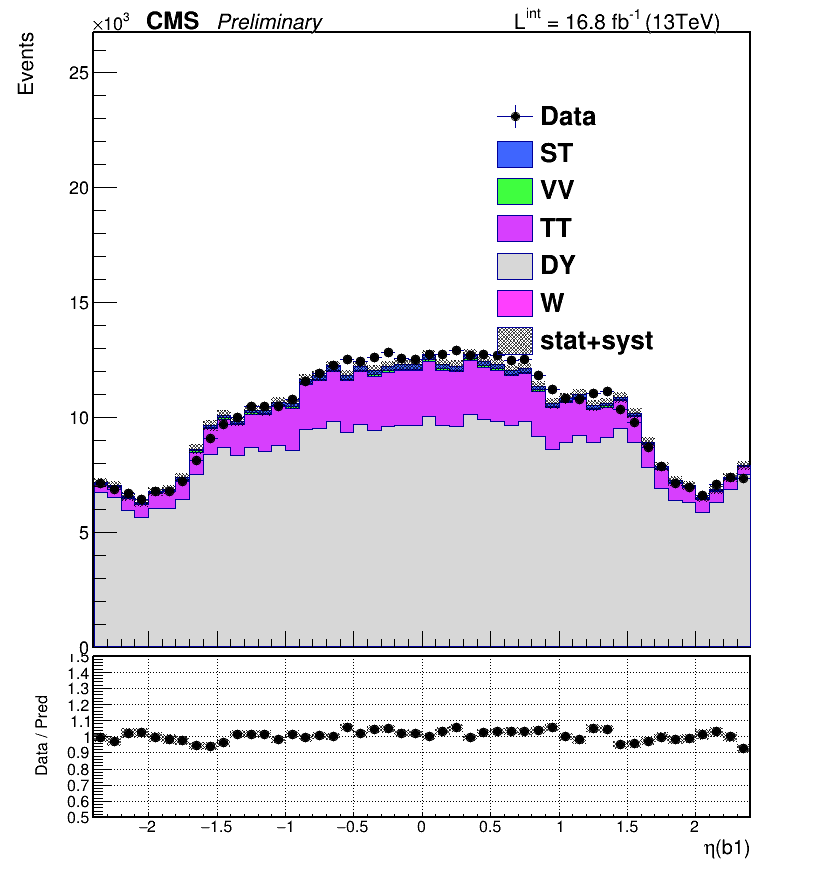 ×10³ CMS Preliminary L^int = 16.8 fb⁻¹ (13TeV)
Events
25
20
15
10
5
0
Data
ST
VV
TT
DY
W
stat+syst
Data / Pred
1.5
1.4
1.3
1.2
1.1
1
0.9
0.8
0.7
0.6
0.5
−2 −1.5 −1 −0.5 0 0.5 1 1.5 2
η(b1)